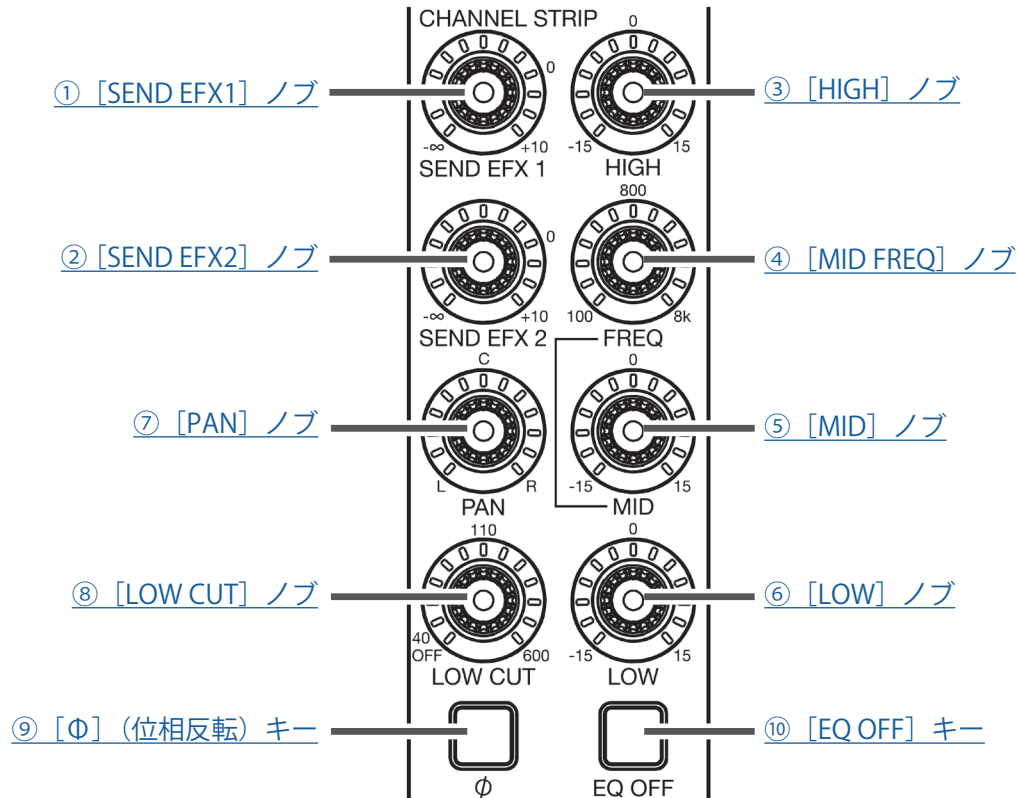 CHANNEL STRIP
① ［SEND EFX1］ ノブ
0
-∞
+10
SEND EFX 1
③ ［HIGH］ ノブ
0
-15
15
HIGH
② ［SEND EFX2］ ノブ
0
-∞
+10
SEND EFX 2
④ ［MID FREQ］ ノブ
800
100
8k
FREQ
⑦ ［PAN］ ノブ
C
L
R
PAN
⑤ ［MID］ ノブ
0
-15
15
MID
⑧ ［LOW CUT］ ノブ
110
40
OFF
600
LOW CUT
⑥ ［LOW］ ノブ
0
-15
15
LOW
⑨ ［Φ］（位相反転）キー
ϕ
⑩ ［EQ OFF］ キー
EQ OFF